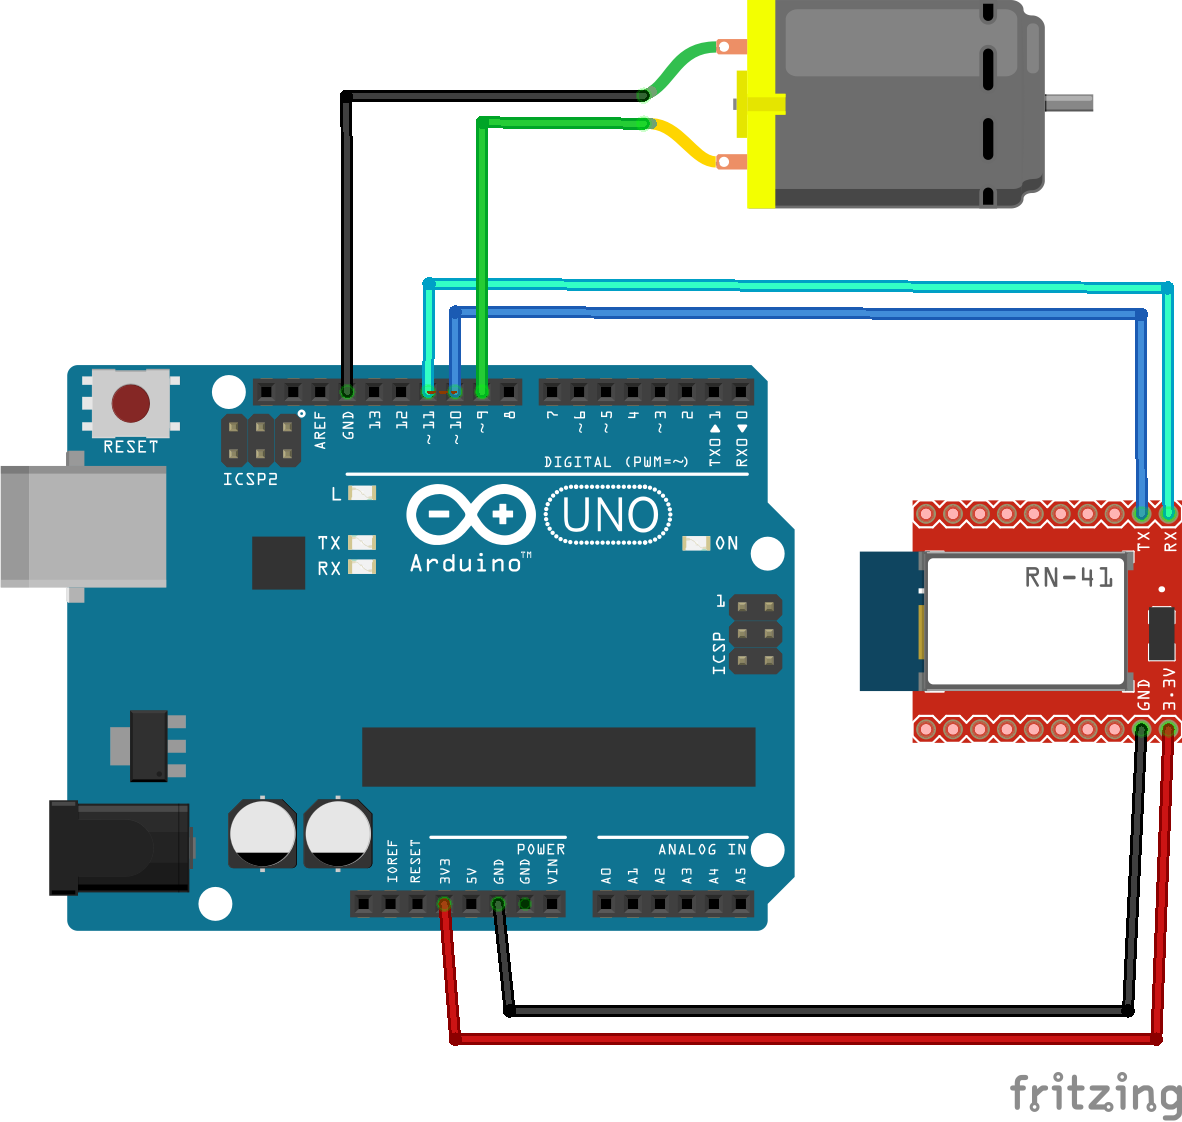 RESET
ICSP2
AREF
GND
13
12
~11
~10
~9
8
7
~6
~5
4
~3
2
TX0▶1
RX0◀0
DIGITAL (PWM=~)
L
TX
RX
Arduino™
UNO
ON
1
ICSP
TX
RX
RN-41
GND
3.3V
IOREF
RESET
3V3
5V
GND
GND
VIN
POWER
ANALOG IN
A0
A1
A2
A3
A4
A5
fritzing